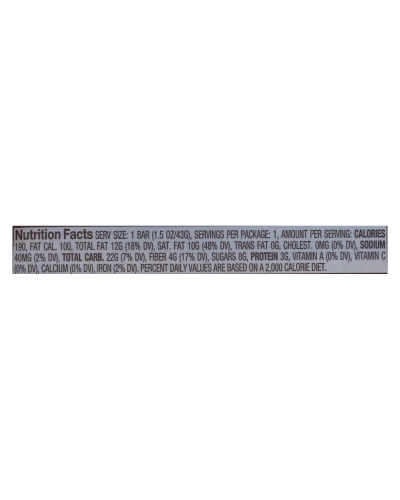 Nutrition Facts SERV SIZE: 1 BAR (1.5 OZ/43G), SERVINGS PER PACKAGE: 1, AMOUNT PER SERVING: CALORIES
190, FAT CAL. 100, TOTAL FAT 12G (18% DV), SAT. FAT 10G (48% DV), TRANS FAT 0G, CHOLEST. 0MG (0% DV), SODIUM
40MG (2% DV), TOTAL CARB. 22G (7% DV), FIBER 4G (17% DV), SUGARS 8G, PROTEIN 3G, VITAMIN A (0% DV), VITAMIN C
(0% DV), CALCIUM (0% DV), IRON (2% DV). PERCENT DAILY VALUES ARE BASED ON A 2,000 CALORIE DIET.